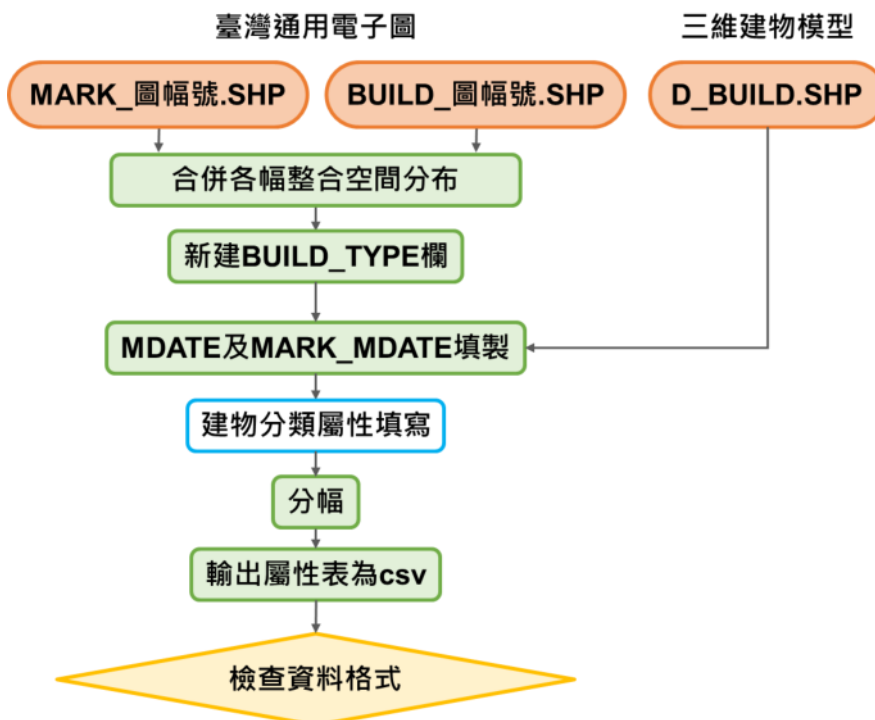 臺灣通用電子圖
三維建物模型
MARK_圖幅號.SHP
BUILD_圖幅號.SHP
D_BUILD.SHP
合併各幅整合空間分布
新建BUILD_TYPE欄
MDATE及MARK_MDATE填製
建物分類屬性填寫
分幅
輸出屬性表為csv
檢查資料格式